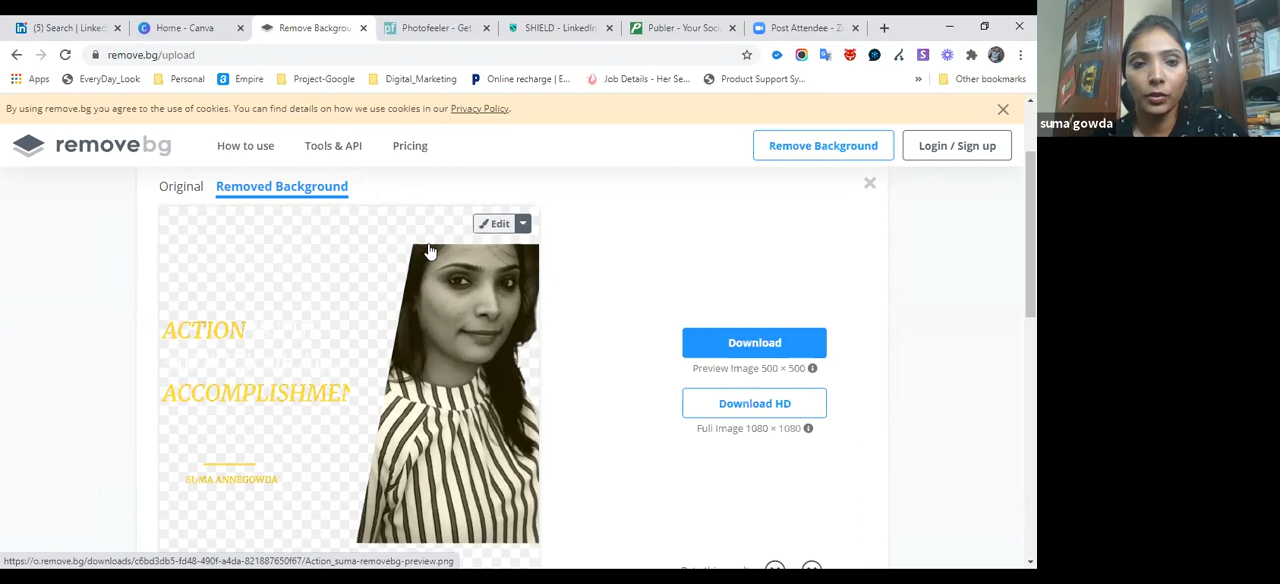 (5) Search | Linked
Home - Canva
Remove Backgrou
Photofeeler - Get
SHIELD - LinkedIn
Publer - Your Soc
Post Attendee - Z
remove.bg/upload
Apps
EveryDay_Look
Personal
Empire
Project-Google
Digital_Marketing
Online recharge | E...
Job Details - Her Se...
Product Support Sy...
»
Other bookmarks
By using remove.bg you agree to the use of cookies. You can find details on how we use cookies in our Privacy Policy.
removebg
How to use
Tools & API
Pricing
Remove Background
Login / Sign up
Original
Removed Background
Edit
ACTION
ACCOMPLISHMEN
SUMA ANNEGOWDA
Download
Preview Image 500 × 500
Download HD
Full Image 1080 × 1080
https://o.remove.bg/downloads/c6bd3db5-fd48-490f-a4da-821887650f67/Action_suma-removebg-preview.png
suma gowda